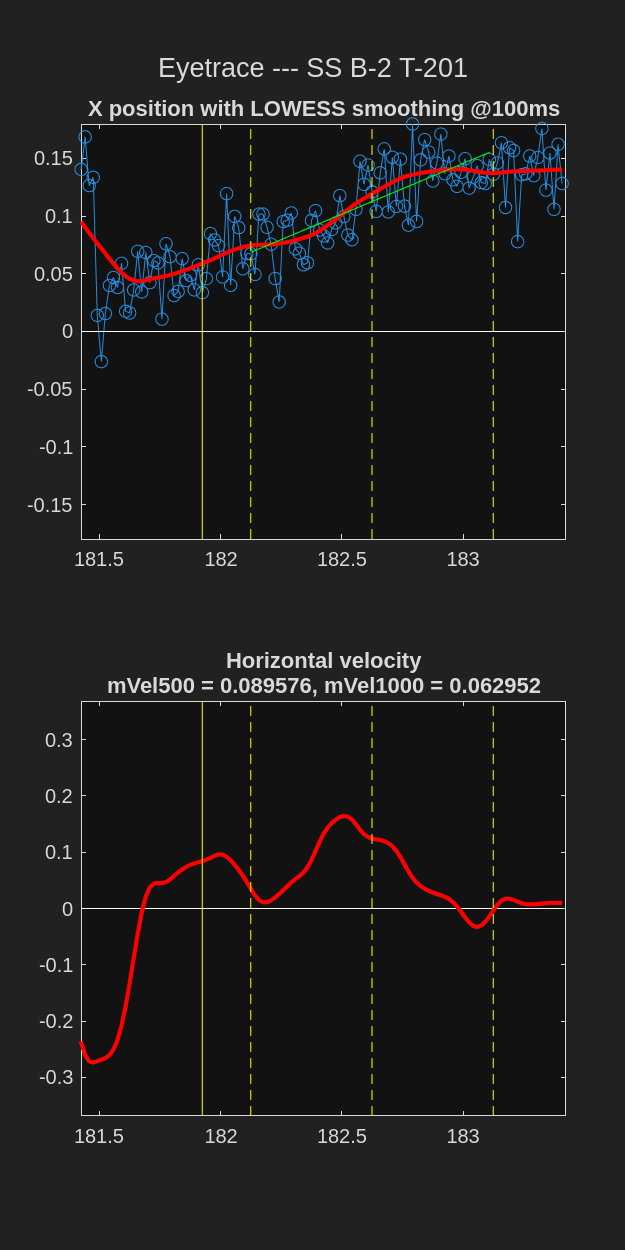 Eyetrace --- SS B-2 T-201
X position with LOWESS smoothing @100ms
0.15
0.1
0.05
0
-0.05
-0.1
-0.15
181.5 182 182.5 183
Horizontal velocity
mVel500 = 0.089576, mVel1000 = 0.062952
0.3
0.2
0.1
0
-0.1
-0.2
-0.3
181.5 182 182.5 183